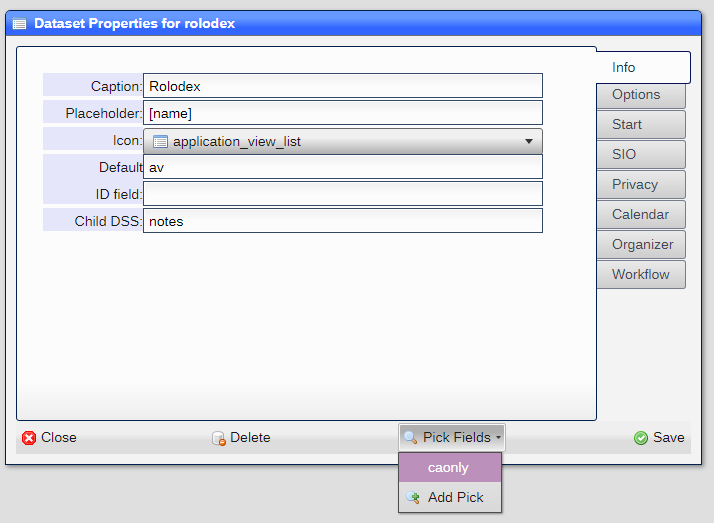 Dataset Properties for rolodex
Caption: Rolodex
Placeholder: [name]
Icon: application_view_list
Default av
ID field:
Child DSS: notes
Info
Options
Start
SIO
Privacy
Calendar
Organizer
Workflow
Close Delete Pick Fields Save
caonly
Add Pick